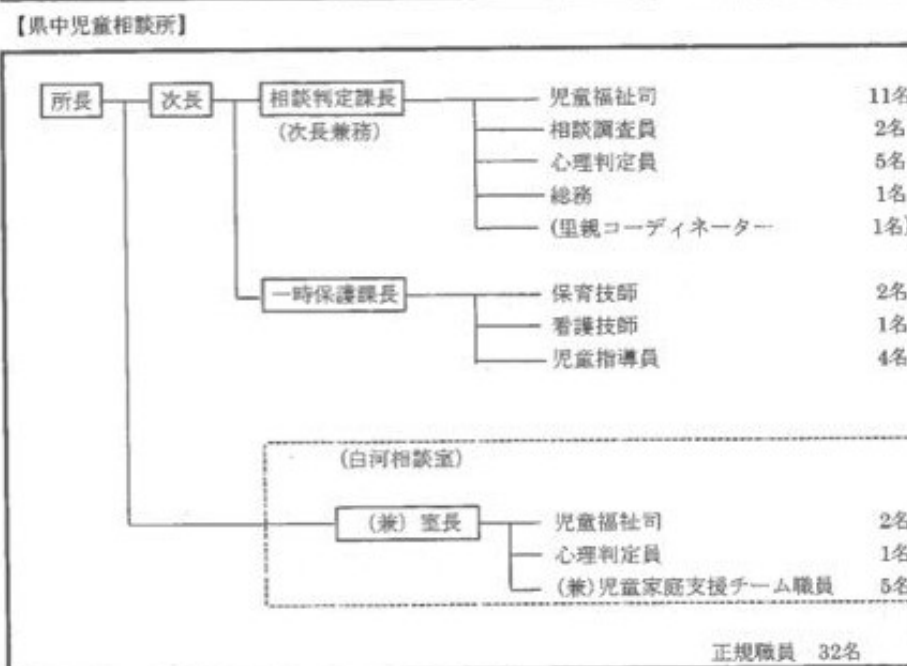 【県中児童相談所】
所長 次長 相談判定課長 児童福祉司 11名
(次長兼務) 相談調査員 2名
心理判定員 5名
総務 1名
(里親コーディネーター 1名)
一時保護課長 保育技師 2名
看護技師 1名
児童指導員 4名
(白河相談室)
(兼)室長 児童福祉司 2名
心理判定員 1名
(兼)児童家庭支援チーム職員 5名
正規職員 32名